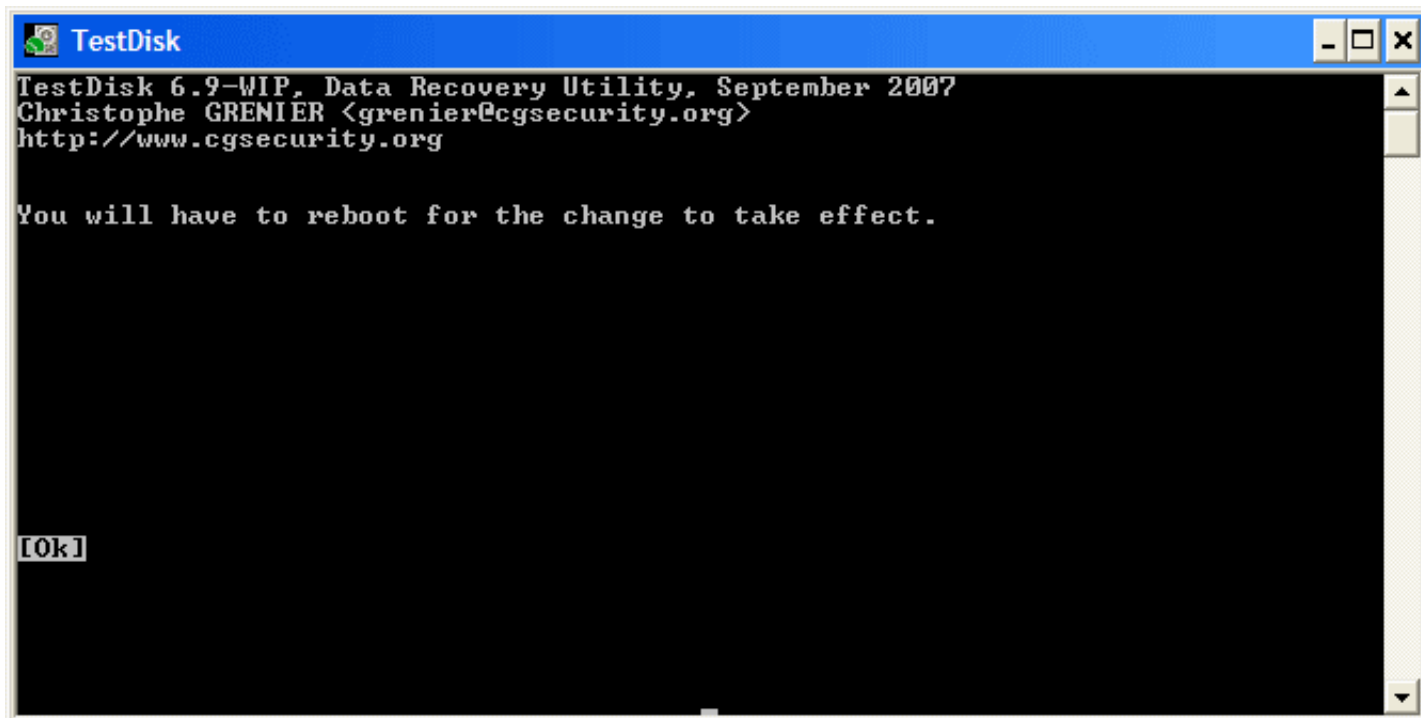 TestDisk
TestDisk 6.9-WIP, Data Recovery Utility, September 2007
Christophe GRENIER <grenier@cgsecurity.org>
http://www.cgsecurity.org
You will have to reboot for the change to take effect.
[Ok]